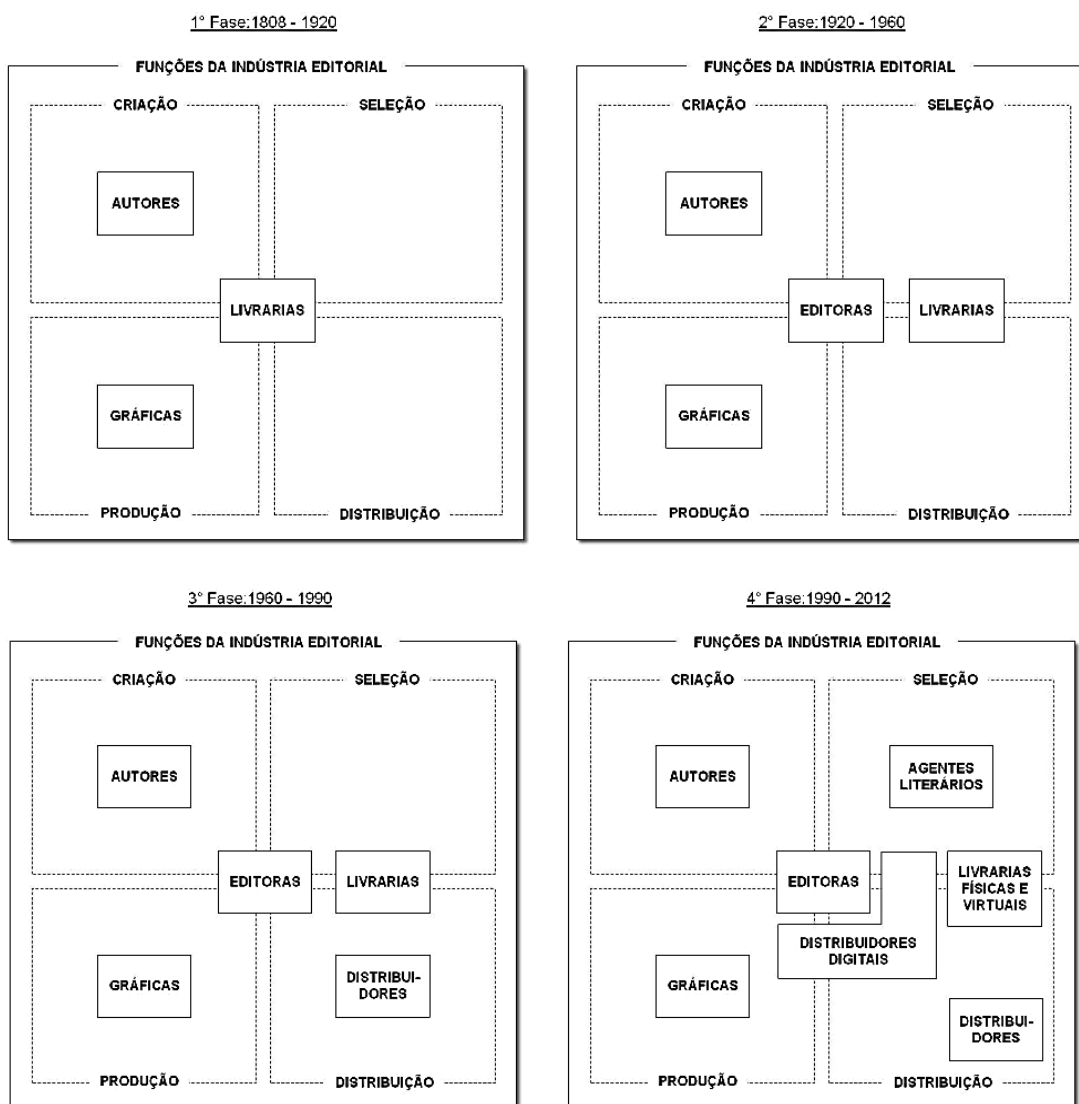 1° Fase:1808 - 1920
FUNÇÕES DA INDÚSTRIA EDITORIAL
CRIAÇÃO
SELEÇÃO
AUTORES
LIVRARIAS
GRÁFICAS
PRODUÇÃO
DISTRIBUIÇÃO
2° Fase:1920 - 1960
FUNÇÕES DA INDÚSTRIA EDITORIAL
CRIAÇÃO
SELEÇÃO
AUTORES
EDITORAS
LIVRARIAS
GRÁFICAS
PRODUÇÃO
DISTRIBUIÇÃO
3° Fase:1960 - 1990
FUNÇÕES DA INDÚSTRIA EDITORIAL
CRIAÇÃO
SELEÇÃO
AUTORES
EDITORAS
LIVRARIAS
GRÁFICAS
DISTRIBUI-
DORES
PRODUÇÃO
DISTRIBUIÇÃO
4° Fase:1990 - 2012
FUNÇÕES DA INDÚSTRIA EDITORIAL
CRIAÇÃO
SELEÇÃO
AUTORES
AGENTES
LITERÁRIOS
EDITORAS
LIVRARIAS
FÍSICAS E
VIRTUAIS
DISTRIBUIDORES
DIGITAIS
GRÁFICAS
DISTRIBUI-
DORES
PRODUÇÃO
DISTRIBUIÇÃO